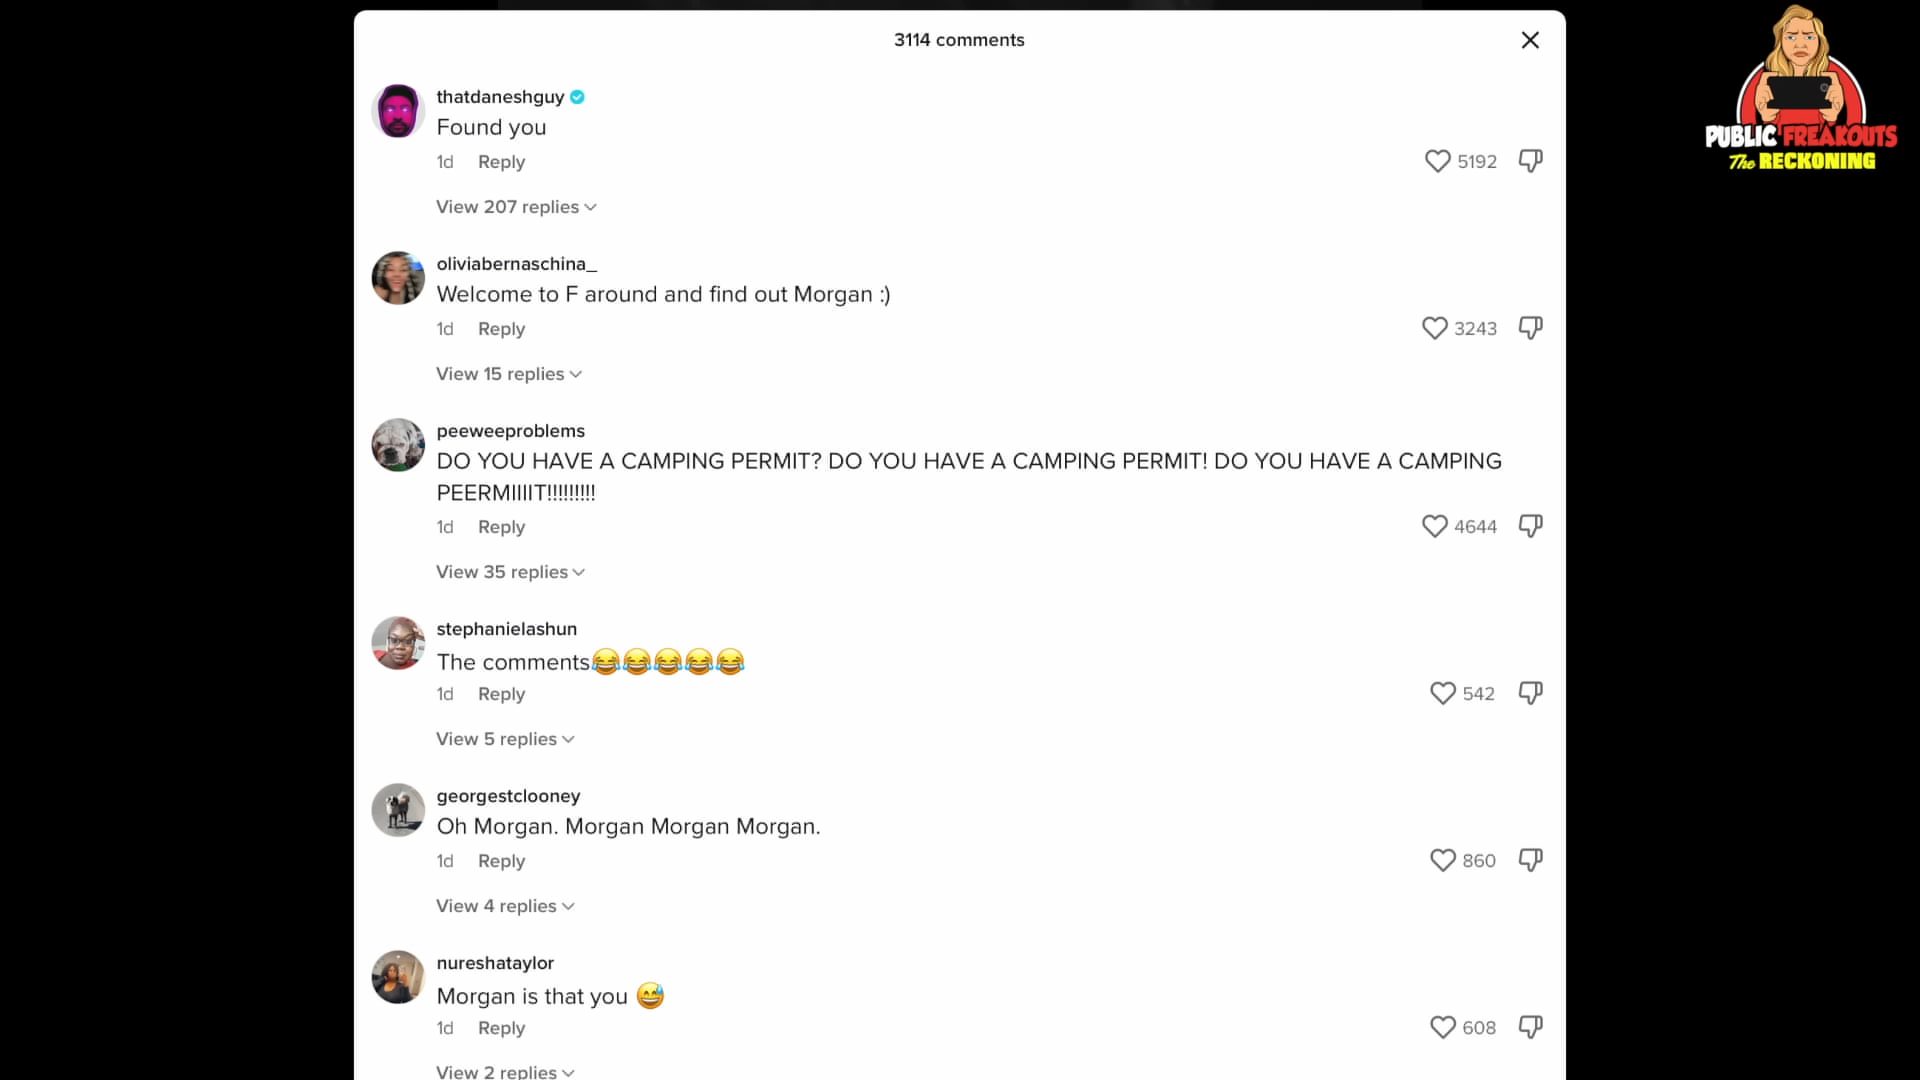 3114 comments
thatdaneshguy
Found you
1d Reply
5192
View 207 replies
oliviabernaschina_
Welcome to F around and find out Morgan :)
1d Reply
3243
View 15 replies
peeweeproblems
DO YOU HAVE A CAMPING PERMIT? DO YOU HAVE A CAMPING PERMIT! DO YOU HAVE A CAMPING
PEERMIIIIT!!!!!!!!!
1d Reply
4644
View 35 replies
stephanielashun
The comments😂😂😂😂😂
1d Reply
542
View 5 replies
georgestclooney
Oh Morgan. Morgan Morgan Morgan.
1d Reply
860
View 4 replies
nureshataylor
Morgan is that you 😅
1d Reply
608
View 2 replies
PUBLIC FREAKOUTS
The RECKONING